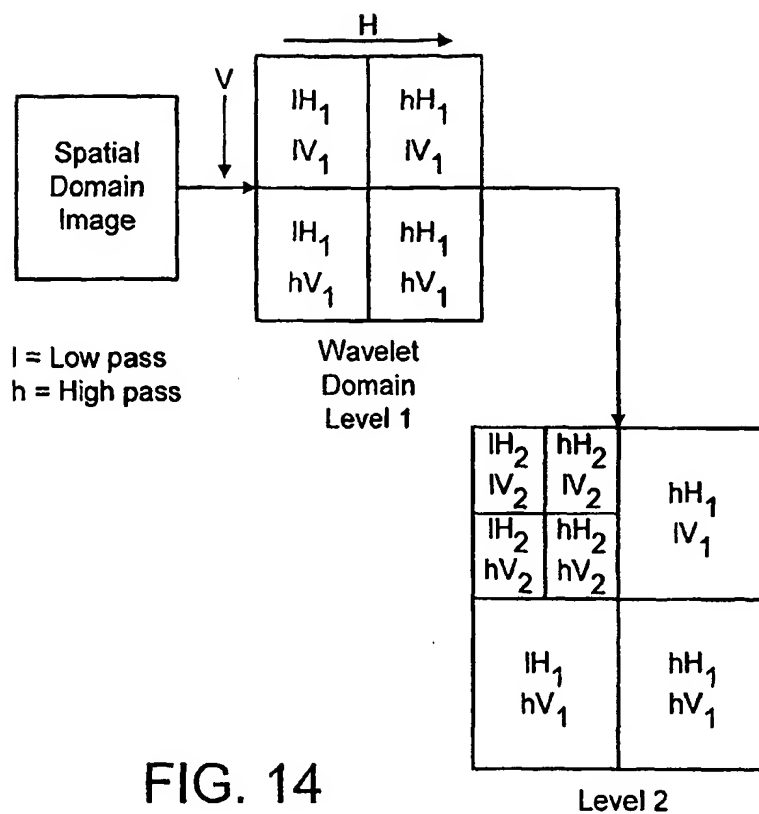 H
V
Spatial
Domain
Image
lH1
lV1
hH1
lV1
lH1
hV1
hH1
hV1
l = Low pass
h = High pass
Wavelet
Domain
Level 1
lH2
lV2
hH2
lV2
lH2
hV2
hH2
hV2
hH1
lV1
lH1
hV1
hH1
hV1
FIG. 14
Level 2